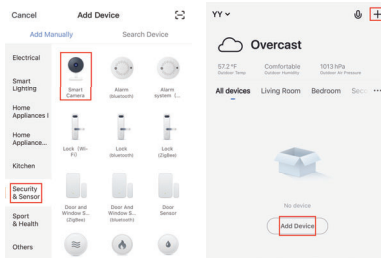 Cancel Add Device
Add Manually Search Device
Electrical
Smart
Lighting
Home
Appliances I
Home
Appliance...
Kitchen
Security
& Sensor
Sport
& Health
Others
Smart
Camera
Alarm
(bluetooth)
Alarm
system (...
Lock (Wi-
Fi)
Lock
(bluetooth)
Lock
(ZigBee)
Door and
Window S...
(ZigBee)
Door And
Window S...
(bluetooth)
Door
Sensor
YY
Overcast
57.2 °F Comfortable 1013 hPa
Outdoor Temp Outdoor Humidity Outdoor Air Pressure
All devices Living Room Bedroom Seco ...
No device
Add Device